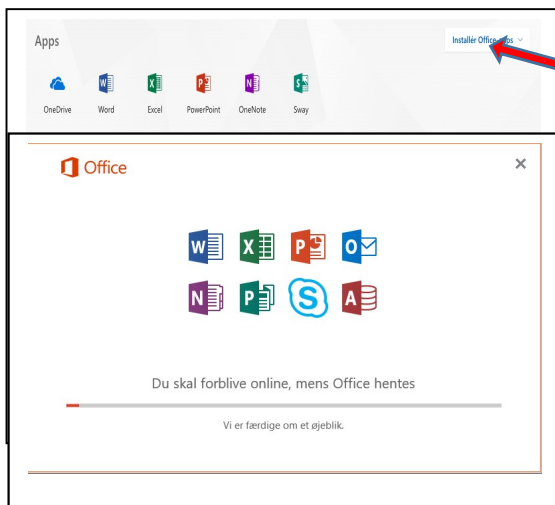 Apps
Installér Office-apps
OneDrive Word Excel PowerPoint OneNote Sway
Office
Du skal forblive online, mens Office hentes
Vi er færdige om et øjeblik.